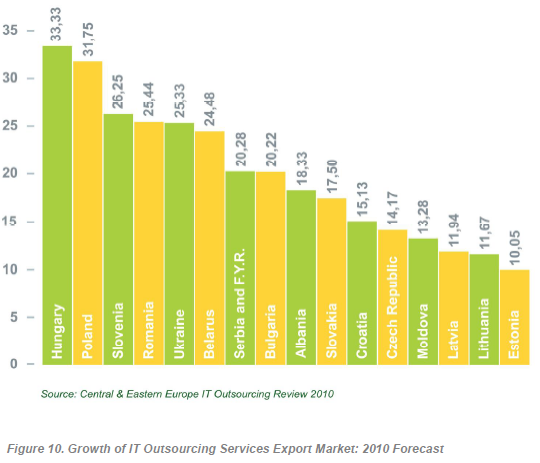 35
30
25
20
15
10
5
0
33,33
31,75
26,25
25,44
25,33
24,48
20,28
20,22
18,33
17,50
15,13
14,17
13,28
11,94
11,67
10,05
Hungary
Poland
Slovenia
Romania
Ukraine
Belarus
Serbia and F.Y.R.
Bulgaria
Albania
Slovakia
Croatia
Czech Republic
Moldova
Latvia
Lithuania
Estonia
Source: Central & Eastern Europe IT Outsourcing Review 2010
Figure 10. Growth of IT Outsourcing Services Export Market: 2010 Forecast